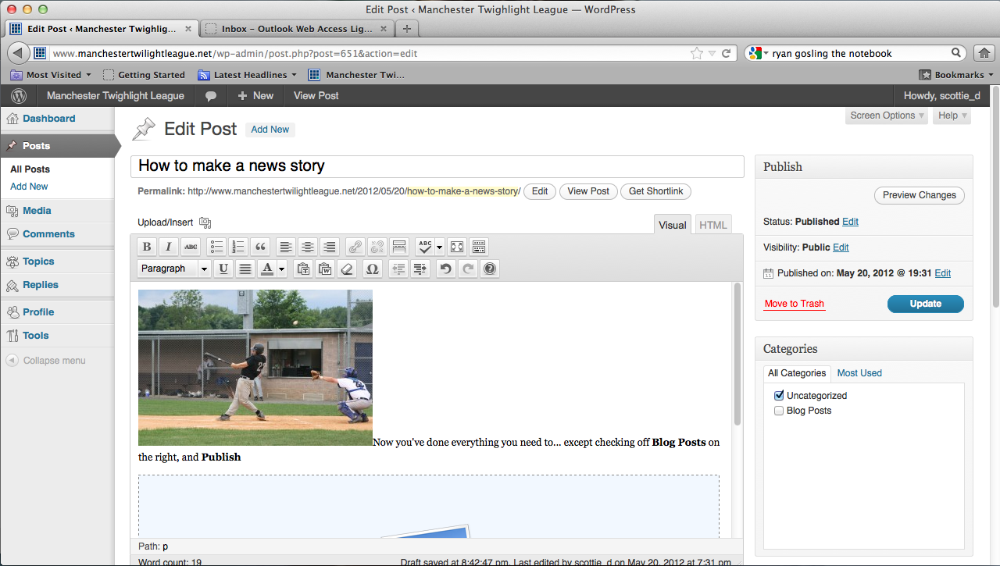 Edit Post ‹ Manchester Twighlight League — WordPress
Edit Post ‹ Manchester Twighlig...
Inbox – Outlook Web Access Lig...
www.manchestertwilightleague.net/wp-admin/post.php?post=651&action=edit
ryan gosling the notebook
Most Visited
Getting Started
Latest Headlines
Manchester Twi...
Bookmarks
Manchester Twighlight League
New
View Post
Howdy, scottie_d
Dashboard
Posts
All Posts
Add New
Media
Comments
Topics
Replies
Profile
Tools
Collapse menu
Screen Options
Help
Edit Post
Add New
How to make a news story
Permalink: http://www.manchestertwilightleague.net/2012/05/20/how-to-make-a-news-story/
Edit
View Post
Get Shortlink
Upload/Insert
Visual
HTML
B I ABC
ABC
Paragraph
U
A
T
W
Ω
?
22
Now you've done everything you need to... except checking off Blog Posts on
the right, and Publish
Path: p
Word count: 19
Draft saved at 8:42:47 pm. Last edited by scottie_d on May 20, 2012 at 7:31 pm
Publish
Preview Changes
Status: Published Edit
Visibility: Public Edit
Published on: May 20, 2012 @ 19:31 Edit
Move to Trash
Update
Categories
All Categories
Most Used
Uncategorized
Blog Posts